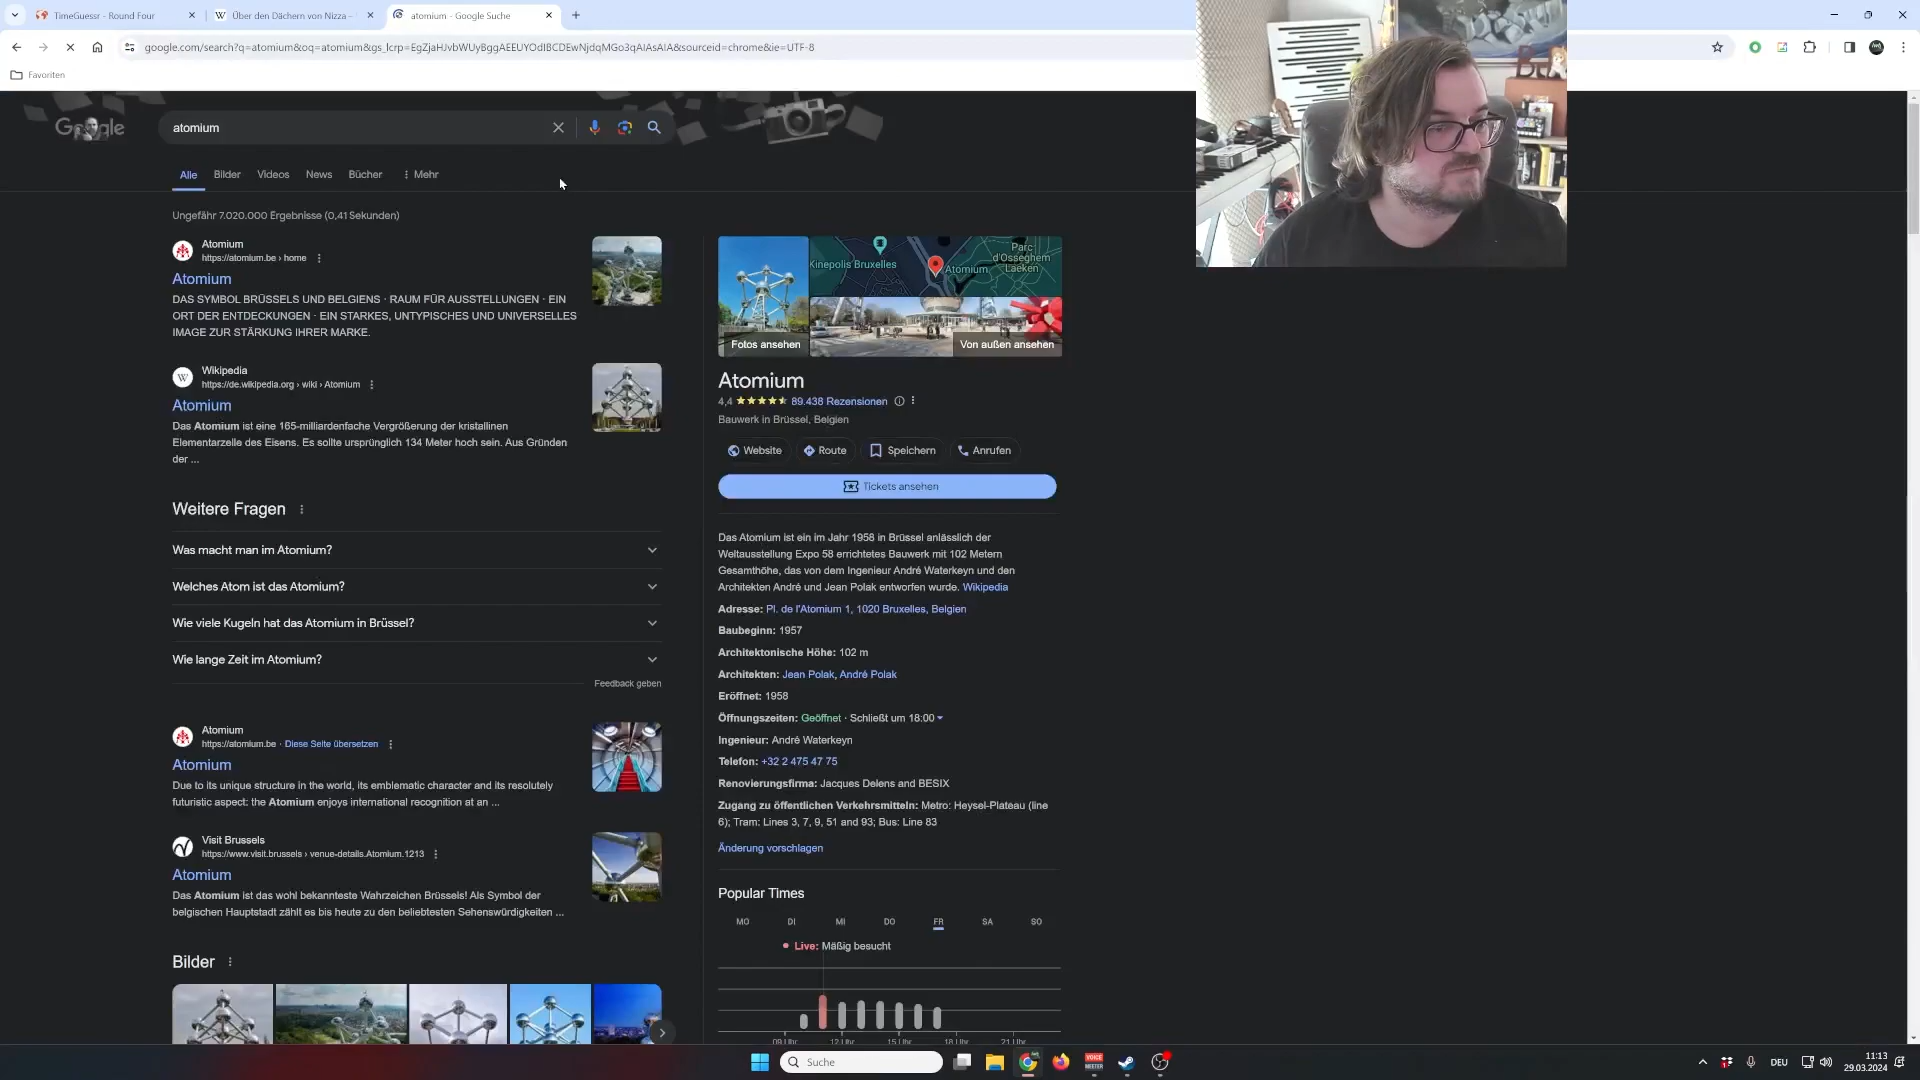 TimeGuessr - Round Four
Über den Dächern von Nizza -
atomium - Google Suche
google.com/search?q=atomium&oq=atomium&gs_lcrp=EgZjaHJvbWUyBggAEEUYOdIBCDEwNjdqMGo3qAIAsAIA&sourceid=chrome&ie=UTF-8
Favoriten
Google
atomium
Alle Bilder Videos News Bücher Mehr
Ungefähr 7.020.000 Ergebnisse (0,41 Sekunden)
Atomium
https://atomium.be › home
Atomium
DAS SYMBOL BRÜSSELS UND BELGIENS · RAUM FÜR AUSSTELLUNGEN · EIN
ORT DER ENTDECKUNGEN · EIN STARKES, UNTYPISCHES UND UNIVERSELLES
IMAGE ZUR STÄRKUNG IHRER MARKE.
Wikipedia
https://de.wikipedia.org › wiki › Atomium
Atomium
Das Atomium ist eine 165-milliardenfache Vergrößerung der kristallinen
Elementarzelle des Eisens. Es sollte ursprünglich 134 Meter hoch sein. Aus Gründen
der ...
Weitere Fragen
Was macht man im Atomium?
Welches Atom ist das Atomium?
Wie viele Kugeln hat das Atomium in Brüssel?
Wie lange Zeit im Atomium?
Feedback geben
Atomium
https://atomium.be · Diese Seite übersetzen
Atomium
Due to its unique structure in the world, its emblematic character and its resolutely
futuristic aspect: the Atomium enjoys international recognition at an ...
Visit Brussels
https://www.visit.brussels › venue-details.Atomium.1213
Atomium
Das Atomium ist das wohl bekannteste Wahrzeichen Brüssels! Als Symbol der
belgischen Hauptstadt zählt es bis heute zu den beliebtesten Sehenswürdigkeiten ...
Bilder
Kinepolis Bruxelles
Atomium
Parc
d'Osseghem
Laeken
Fotos ansehen
Von außen ansehen
Atomium
4,4 89.438 Rezensionen
Bauwerk in Brüssel, Belgien
Website Route Speichern Anrufen
Tickets ansehen
Das Atomium ist ein im Jahr 1958 in Brüssel anlässlich der
Weltausstellung Expo 58 errichtetes Bauwerk mit 102 Metern
Gesamthöhe, das von dem Ingenieur André Waterkeyn und den
Architekten André und Jean Polak entworfen wurde. Wikipedia
Adresse: Pl. de l'Atomium 1, 1020 Bruxelles, Belgien
Baubeginn: 1957
Architektonische Höhe: 102 m
Architekten: Jean Polak, André Polak
Eröffnet: 1958
Öffnungszeiten: Geöffnet · Schließt um 18:00
Ingenieur: André Waterkeyn
Telefon: +32 2 475 47 75
Renovierungsfirma: Jacques Delens and BESIX
Zugang zu öffentlichen Verkehrsmitteln: Metro: Heysel-Plateau (line
6); Tram: Lines 3, 7, 9, 51 and 93; Bus: Line 83
Änderung vorschlagen
Popular Times
MO DI MI DO FR SA SO
Live: Mäßig besucht
09 Uhr 12 Uhr 15 Uhr 18 Uhr 21 Uhr
Suche
VOICE
MEETER
DEU
11:13
29.03.2024